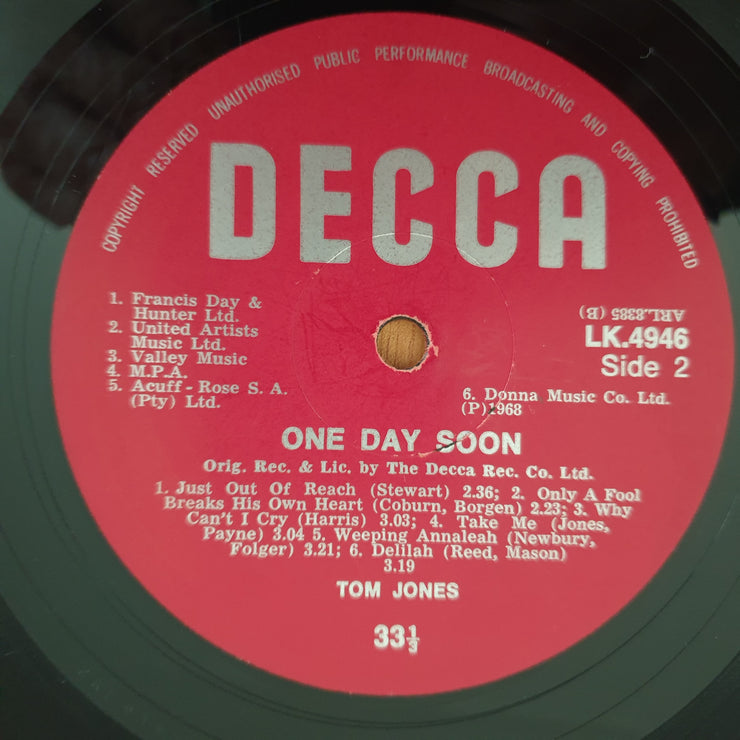 COPYRIGHT RESERVED UNAUTHORISED PUBLIC PERFORMANCE BROADCASTING AND COPYING PROHIBITED
DECCA
1. Francis Day &
Hunter Ltd.
2. United Artists
Music Ltd.
3. Valley Music
4. M.P.A.
5. Acuff - Rose S. A.
(Pty) Ltd.
ARL.8385 (B)
LK.4946
Side 2
6. Donna Music Co. Ltd.
(P)1968
ONE DAY SOON
Orig. Rec. & Lic. by The Decca Rec. Co. Ltd.
1. Just Out Of Reach (Stewart) 2.36; 2. Only A Fool
Breaks His Own Heart (Coburn, Borgen) 2.23; 3. Why
Can't I Cry (Harris) 3.03; 4. Take Me (Jones,
Payne) 3.04 5. Weeping Annaleah (Newbury,
Folger) 3.21; 6. Delilah (Reed, Mason)
3.19
TOM JONES
33⅓